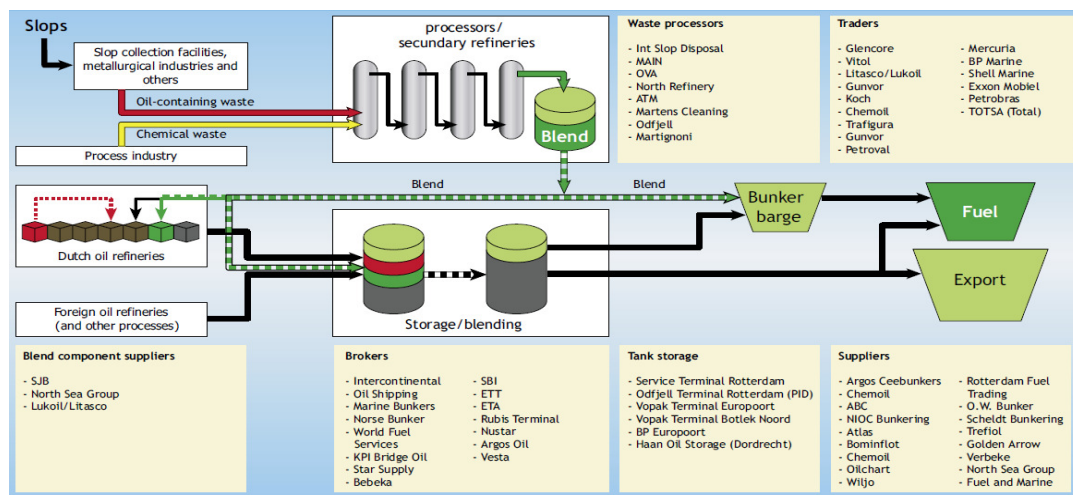 Slops
Slop collection facilities,
metallurgical industries and
others
Oil-containing waste
Chemical waste
Process industry
processors/
secundary refineries
Blend
Waste processors
- Int Slop Disposal
- MAIN
- OVA
- North Refinery
- ATM
- Martens Cleaning
- Odfjell
- Martignoni
Traders
- Glencore
- Vitol
- Litasco/Lukoil
- Gunvor
- Koch
- Chemoil
- Trafigura
- Gunvor
- Petroval
- Mercuria
- BP Marine
- Shell Marine
- Exxon Mobiel
- Petrobras
- TOTSA (Total)
Blend
Blend
Dutch oil refineries
Foreign oil refineries
(and other processes)
Storage/blending
Bunker
barge
Fuel
Export
Blend component suppliers
- SJB
- North Sea Group
- Lukoil/Litasco
Brokers
- Intercontinental
- Oil Shipping
- Marine Bunkers
- Norse Bunker
- World Fuel
Services
- KPI Bridge Oil
- Star Supply
- Bebeka
- SBI
- ETT
- ETA
- Rubis Terminal
- Nustar
- Argos Oil
- Vesta
Tank storage
- Service Terminal Rotterdam
- Odfjell Terminal Rotterdam (PID)
- Vopak Terminal Europoort
- Vopak Terminal Botlek Noord
- BP Europoort
- Haan Oil Storage (Dordrecht)
Suppliers
- Argos Ceebunkers
- Chemoil
- ABC
- NIOC Bunkering
- Atlas
- Bominflot
- Chemoil
- Oilchart
- Wiljo
- Rotterdam Fuel
Trading
- O.W. Bunker
- Scheldt Bunkering
- Trefiol
- Golden Arrow
- Verbeke
- North Sea Group
- Fuel and Marine